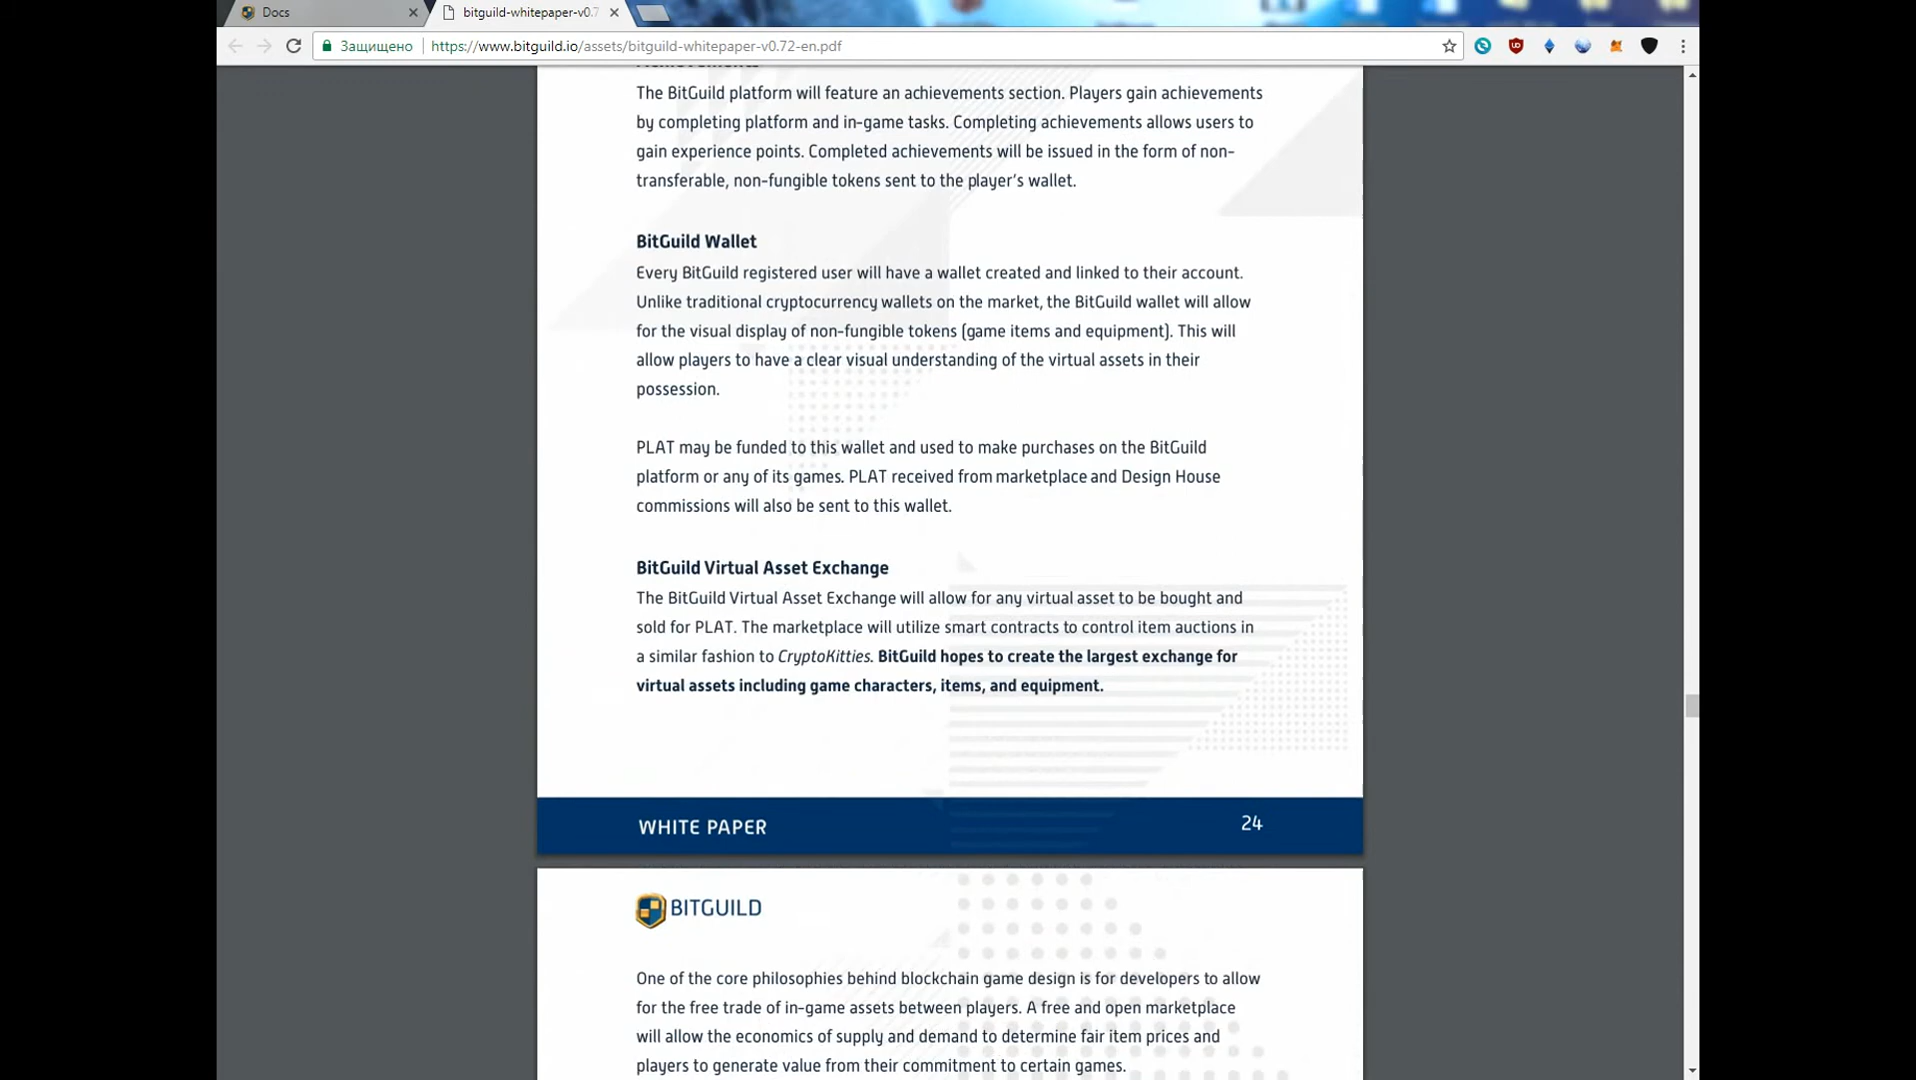 Docs
bitguild-whitepaper-v0.7
Защищено
https://www.bitguild.io/assets/bitguild-whitepaper-v0.72-en.pdf
The BitGuild platform will feature an achievements section. Players gain achievements
by completing platform and in-game tasks. Completing achievements allows users to
gain experience points. Completed achievements will be issued in the form of non-
transferable, non-fungible tokens sent to the player’s wallet.
BitGuild Wallet
Every BitGuild registered user will have a wallet created and linked to their account.
Unlike traditional cryptocurrency wallets on the market, the BitGuild wallet will allow
for the visual display of non-fungible tokens (game items and equipment). This will
allow players to have a clear visual understanding of the virtual assets in their
possession.
PLAT may be funded to this wallet and used to make purchases on the BitGuild
platform or any of its games. PLAT received from marketplace and Design House
commissions will also be sent to this wallet.
BitGuild Virtual Asset Exchange
The BitGuild Virtual Asset Exchange will allow for any virtual asset to be bought and
sold for PLAT. The marketplace will utilize smart contracts to control item auctions in
a similar fashion to CryptoKitties. BitGuild hopes to create the largest exchange for
virtual assets including game characters, items, and equipment.
WHITE PAPER
24
BITGUILD
One of the core philosophies behind blockchain game design is for developers to allow
for the free trade of in-game assets between players. A free and open marketplace
will allow the economics of supply and demand to determine fair item prices and
players to generate value from their commitment to certain games.